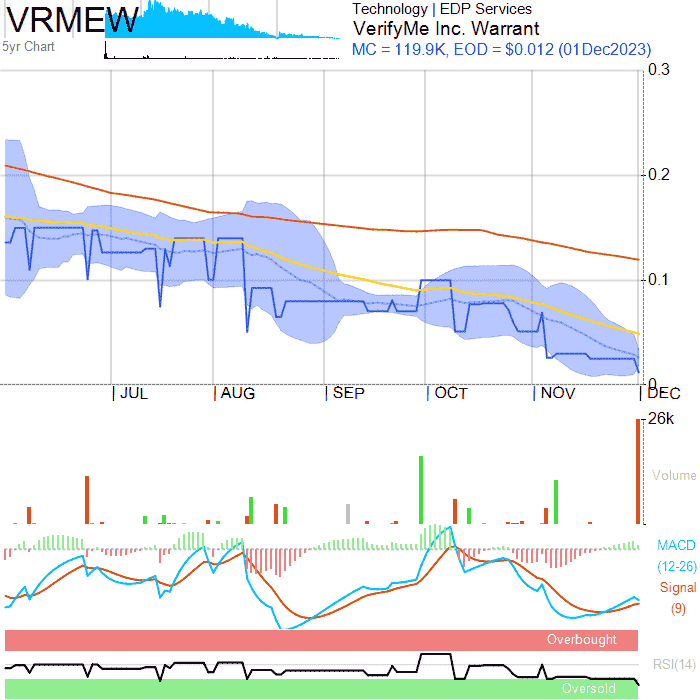 VRMEW
5yr Chart
Technology | EDP Services
VerifyMe Inc. Warrant
MC = 119.9K, EOD = $0.012 (01Dec2023)
0.3
0.2
0.1
0
JUL
AUG
SEP
OCT
NOV
DEC
26k
Volume
MACD
(12-26)
Signal
(9)
Overbought
RSI(14)
Oversold